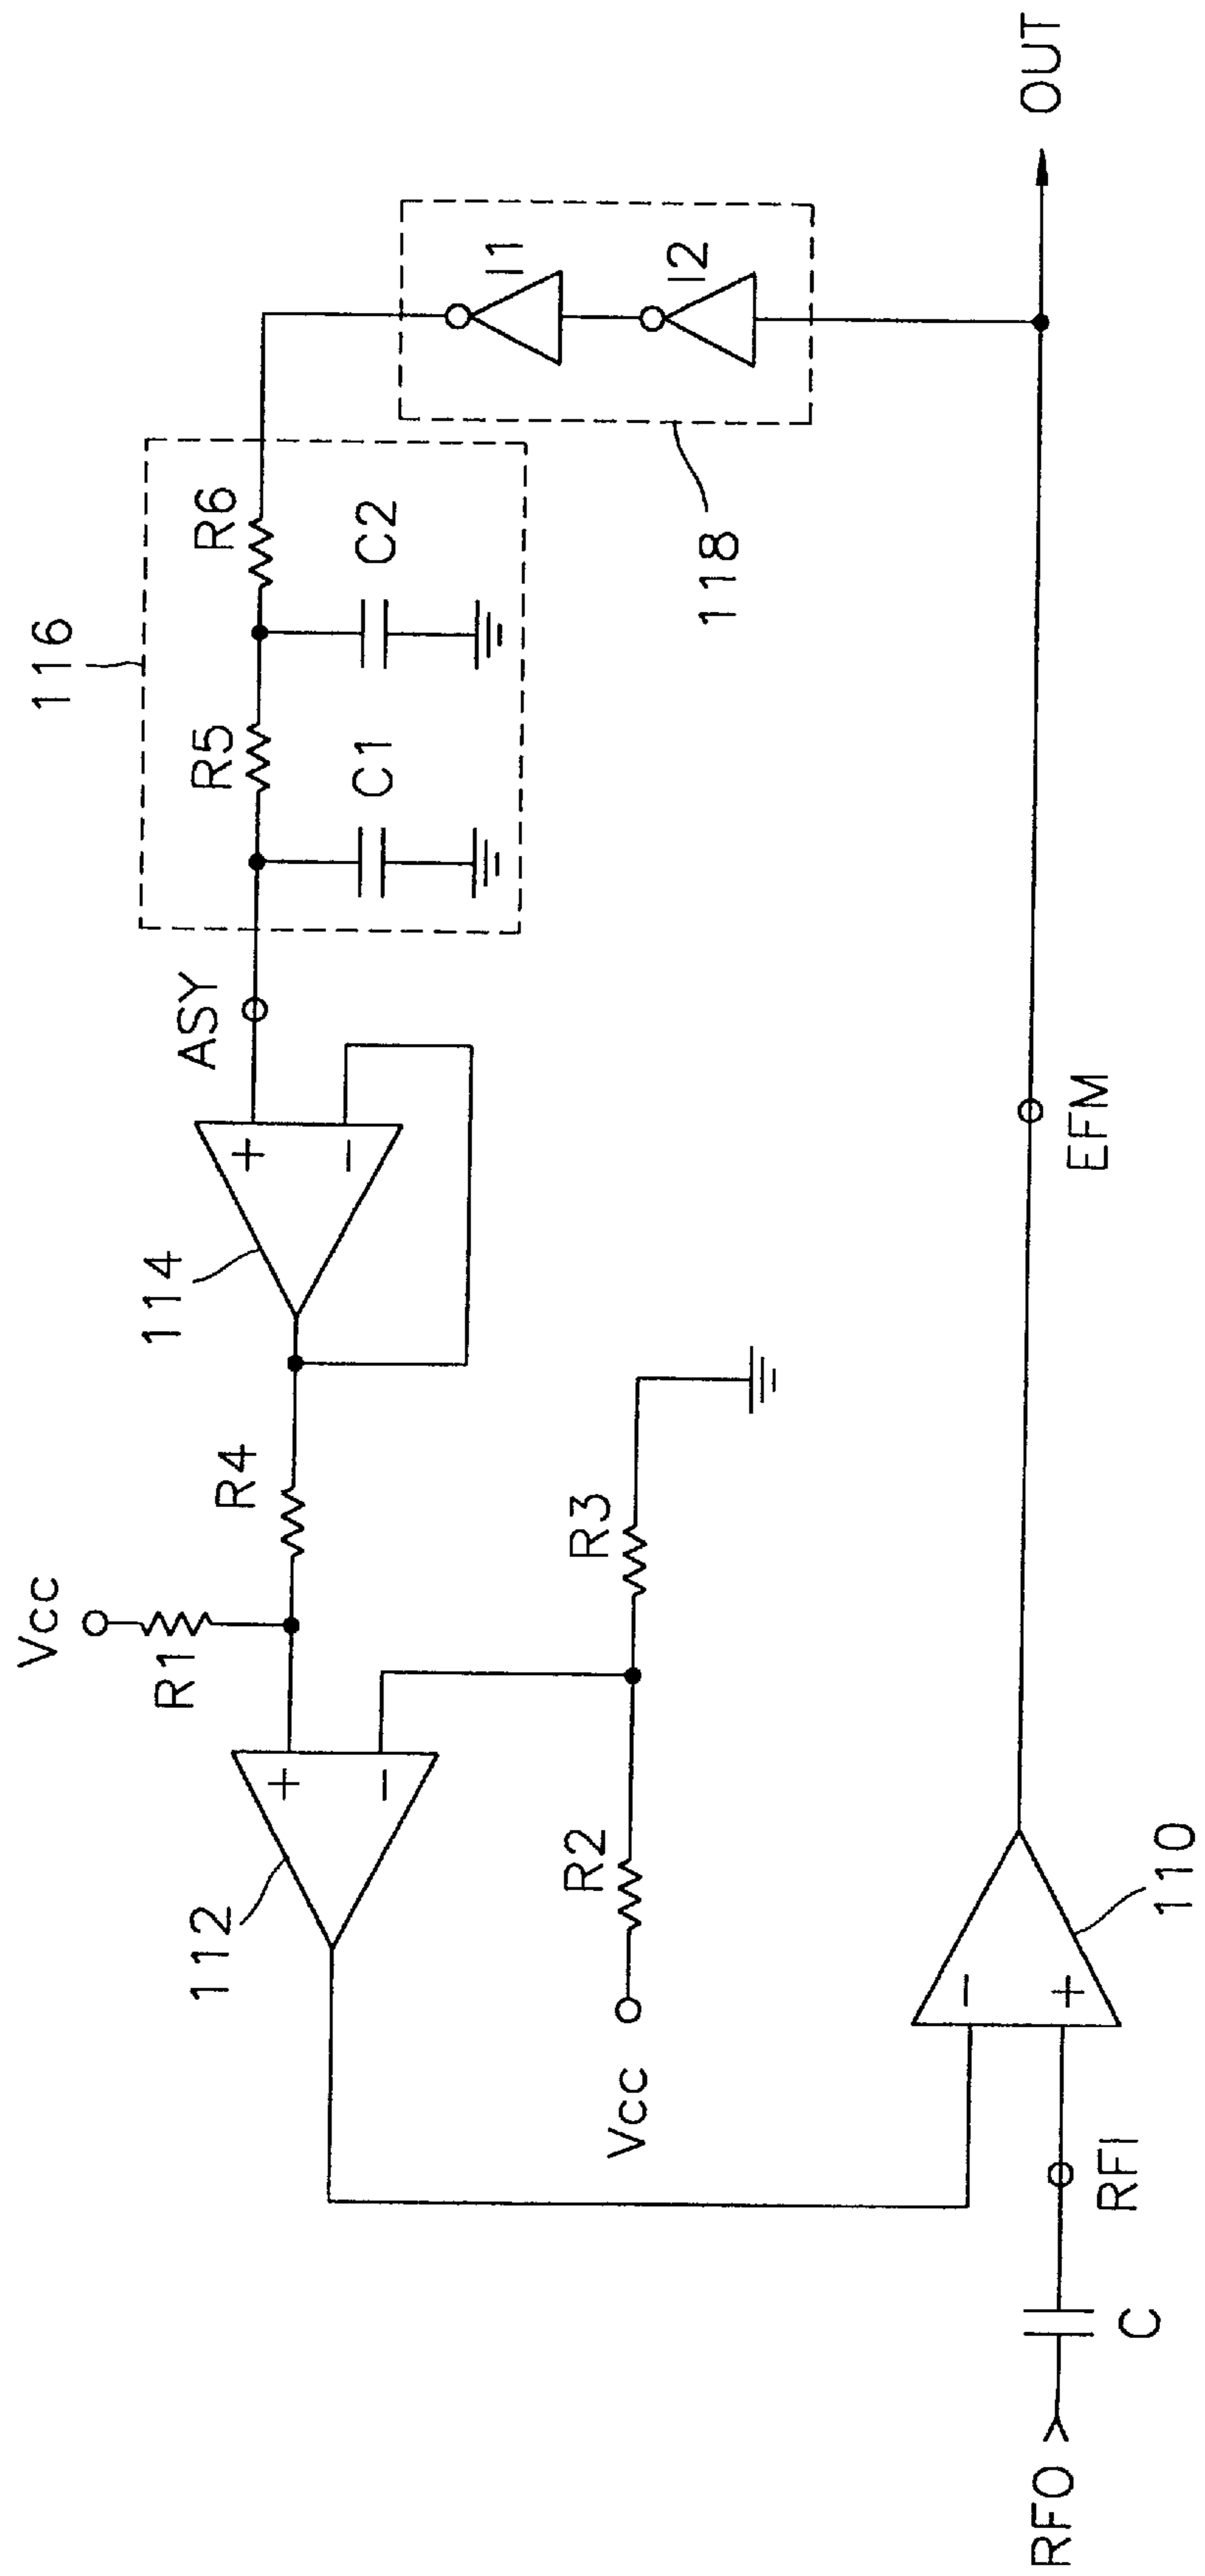 116
R5
R6
C1
C2
ASY
114
R4
Vcc
R1
+
−
+
−
112
R2
R3
Vcc
I1
I2
118
OUT
−
+
110
EFM
RFO
C
RFI